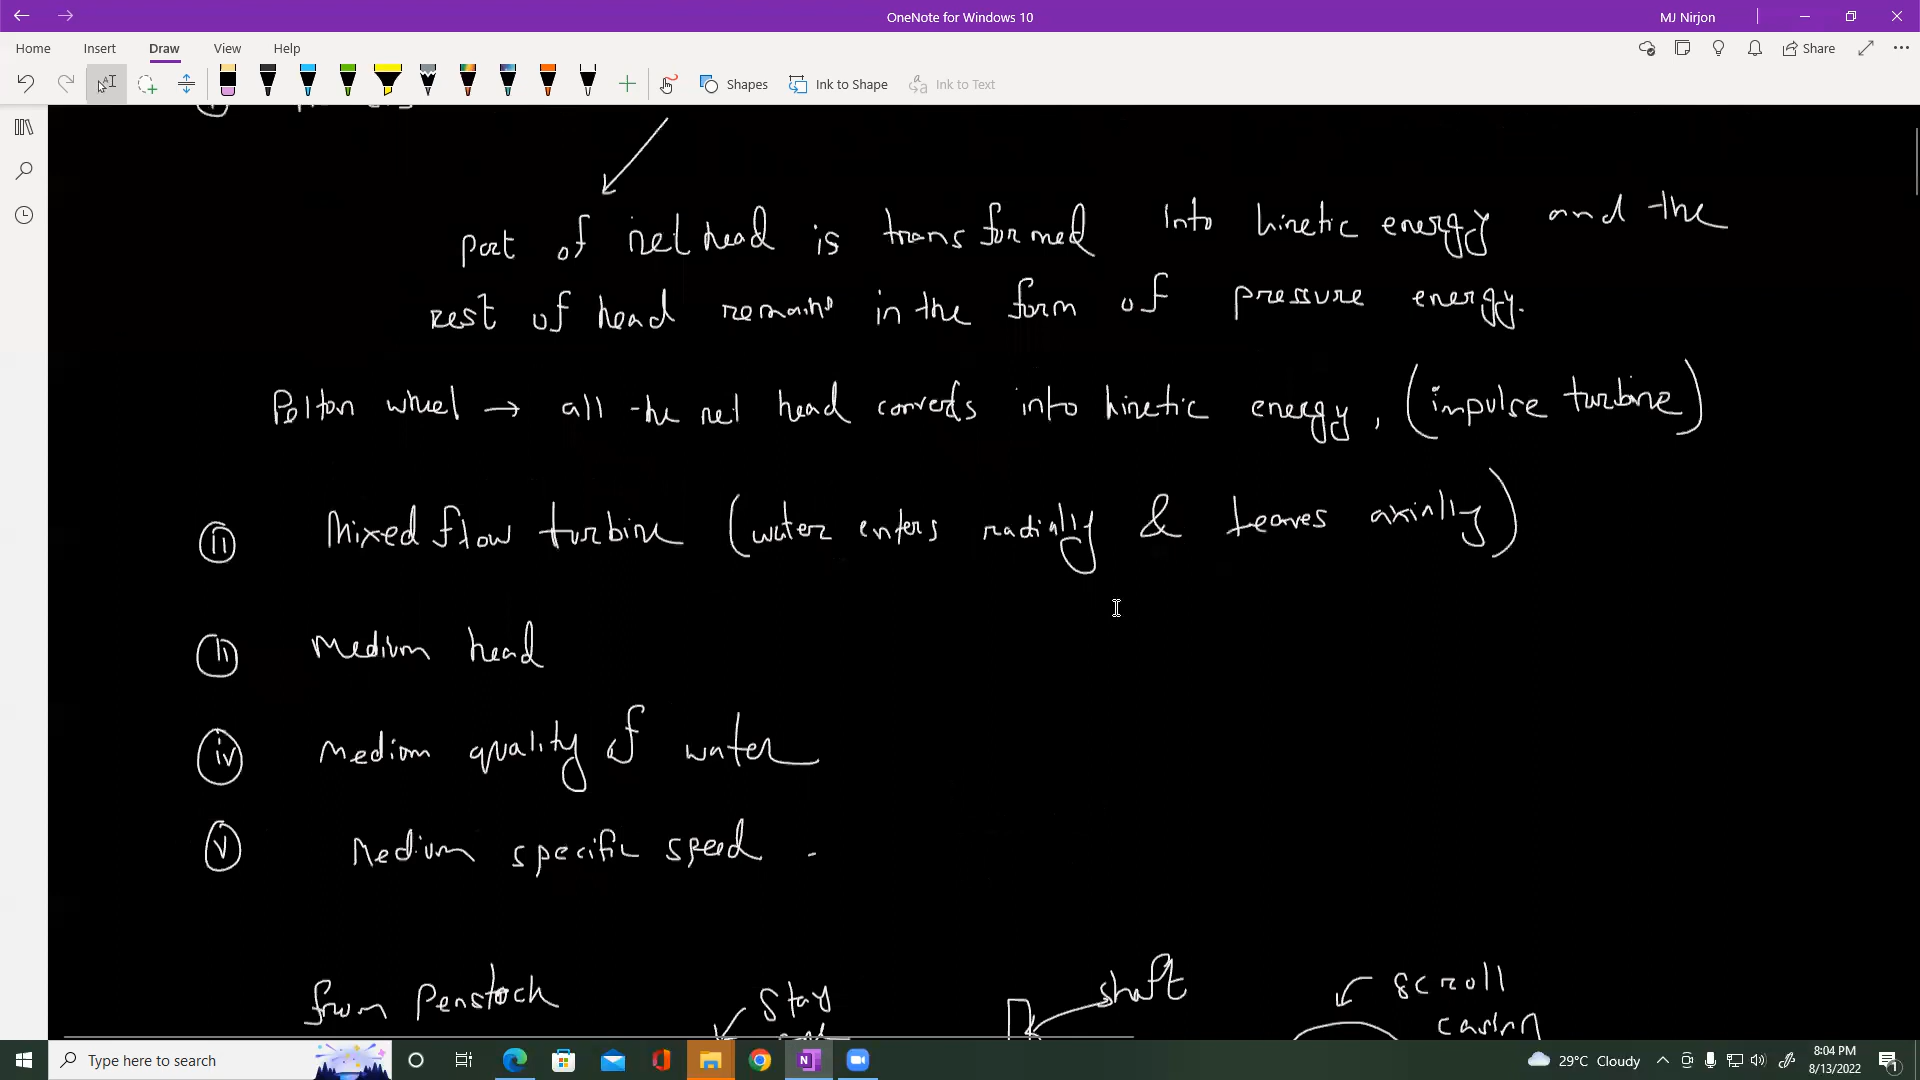 OneNote for Windows 10
MJ Nirjon
Home Insert Draw View Help
Share
Shapes Ink to Shape Ink to Text
part of net head is transformed into kinetic energy and the
rest of head remains in the form of pressure energy.
Pelton wheel → all the net head converts into kinetic energy, (impulse turbine)
(ii) Mixed flow turbine (water enters radially & leaves axially)
(ii) Medium head
(iv) Medium quality of water
(v) Medium specific speed -
from Penstock
Stay
shaft
scroll
casing
Type here to search
29°C Cloudy
8:04 PM
8/13/2022
1